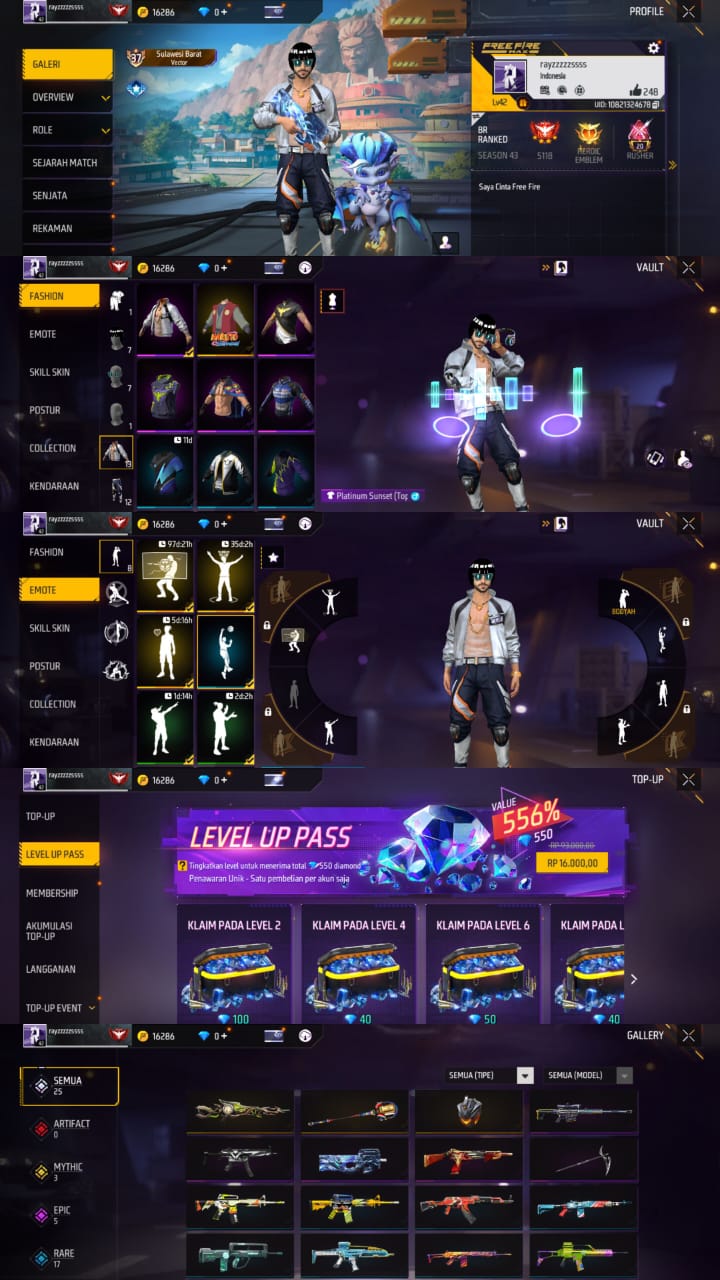 rayzzzzzssss
16286
0+
PROFILE
GALERI
OVERVIEW
ROLE
SEJARAH MATCH
SENJATA
REKAMAN
37
Sulawesi Barat
Vector
FREE FIRE
MAX
rayzzzzzssss
Indonesia
248
Lv42
UID: 10821324678
BR
RANKED
SEASON 43
5118
HEROIC
EMBLEM
20
RUSHER
Saya Cinta Free Fire
rayzzzzzssss
16286
0+
VAULT
FASHION
EMOTE
SKILL SKIN
POSTUR
COLLECTION
KENDARAAN
1
7
7
1
13
12
NARUTO
11d
Platinum Sunset (Top
rayzzzzzssss
16286
0+
VAULT
FASHION
EMOTE
SKILL SKIN
POSTUR
COLLECTION
KENDARAAN
8
97d:21h
35d:2h
5d:16h
1d:14h
2d:2h
BOOYAH
rayzzzzzssss
16286
0+
TOP-UP
TOP-UP
LEVEL UP PASS
MEMBERSHIP
AKUMULASI
TOP-UP
LANGGANAN
TOP-UP EVENT
LEVEL UP PASS
Tingkatkan level untuk menerima total 550 diamond
Penawaran Unik - Satu pembelian per akun saja
VALUE
556%
550
RP 93.000,00
RP 16.000,00
KLAIM PADA LEVEL 2
KLAIM PADA LEVEL 4
KLAIM PADA LEVEL 6
KLAIM PADA L
100
40
50
40
rayzzzzzssss
16286
0+
GALLERY
SEMUA
25
ARTIFACT
0
MYTHIC
3
EPIC
5
RARE
17
SEMUA (TIPE)
SEMUA (MODEL)